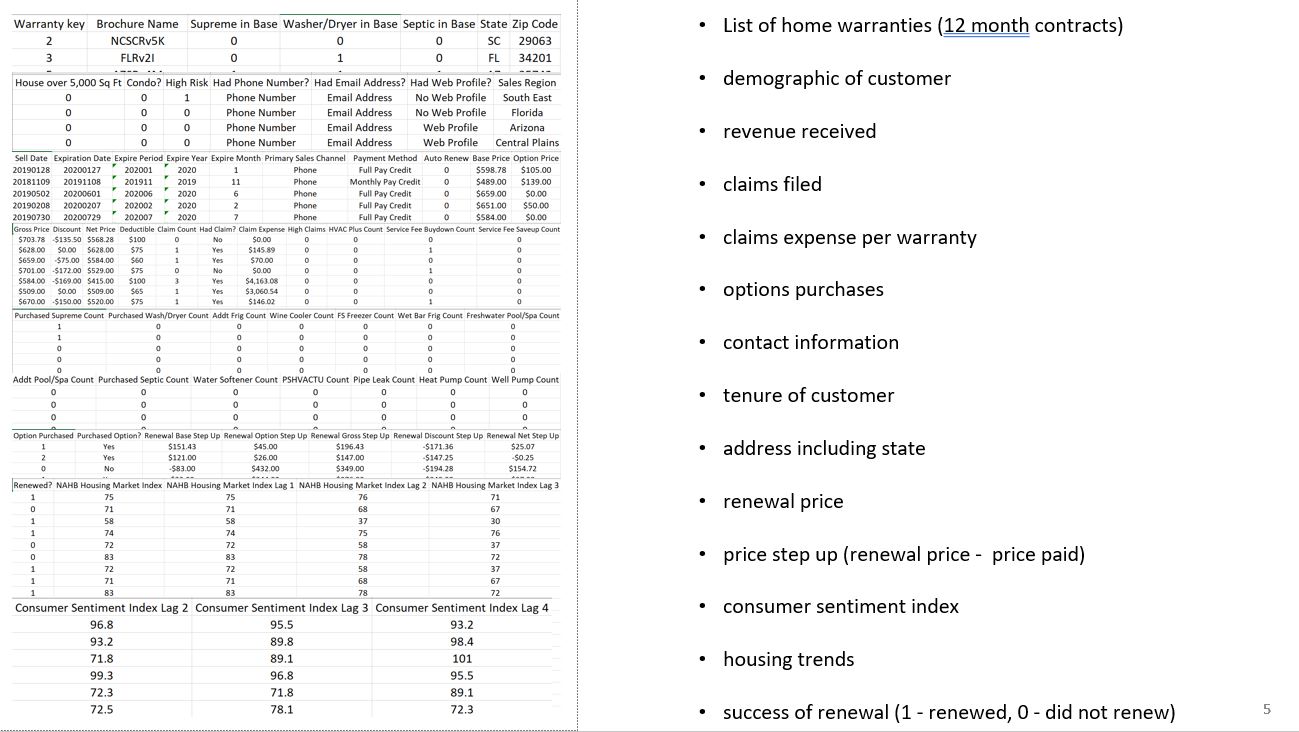 Warranty key Brochure Name Supreme in Base Washer/Dryer in Base Septic in Base State Zip Code
2 NCSCRv5K 0 0 0 SC 29063
3 FLRv2I 0 1 0 FL 34201
House over 5,000 Sq Ft Condo? High Risk Had Phone Number? Had Email Address? Had Web Profile? Sales Region
0 0 1 Phone Number Email Address No Web Profile South East
0 0 0 Phone Number Email Address No Web Profile Florida
0 0 0 Phone Number Email Address Web Profile Arizona
0 0 0 Phone Number Email Address Web Profile Central Plains
Sell Date Expiration Date Expire Period Expire Year Expire Month Primary Sales Channel Payment Method Auto Renew Base Price Option Price
20190128 20200127 202001 2020 1 Phone Full Pay Credit 0 $598.78 $105.00
20181109 20191108 201911 2019 11 Phone Monthly Pay Credit 0 $489.00 $139.00
20190502 20200601 202006 2020 6 Phone Full Pay Credit 0 $659.00 $0.00
20190208 20200207 202002 2020 2 Phone Full Pay Credit 0 $651.00 $50.00
20190730 20200729 202007 2020 7 Phone Full Pay Credit 0 $584.00 $0.00
Gross Price Discount Net Price Deductible Claim Count Had Claim? Claim Expense High Claims HVAC Plus Count Service Fee Buydown Count Service Fee Saveup Count
$703.78 -$135.50 $568.28 $100 0 No $0.00 0 0 0 0
$628.00 $0.00 $628.00 $75 1 Yes $145.89 0 0 1 0
$659.00 -$75.00 $584.00 $60 1 Yes $70.00 0 0 0 0
$701.00 -$172.00 $529.00 $75 0 No $0.00 0 0 1 0
$584.00 -$169.00 $415.00 $100 3 Yes $4,163.08 0 0 0 0
$509.00 $0.00 $509.00 $65 1 Yes $3,060.54 0 0 0 0
$670.00 -$150.00 $520.00 $75 1 Yes $146.02 0 0 1 0
Purchased Supreme Count Purchased Wash/Dryer Count Addt Frig Count Wine Cooler Count FS Freezer Count Wet Bar Frig Count Freshwater Pool/Spa Count
1 0 0 0 0 0 0
1 0 0 0 0 0 0
0 0 0 0 0 0 0
0 0 0 0 0 0 0
0 0 0 0 0 0 0
Addt Pool/Spa Count Purchased Septic Count Water Softener Count PSHVACTU Count Pipe Leak Count Heat Pump Count Well Pump Count
0 0 0 0 0 0 0
0 0 0 0 0 0 0
0 0 0 0 0 0 0
Option Purchased Purchased Option? Renewal Base Step Up Renewal Option Step Up Renewal Gross Step Up Renewal Discount Step Up Renewal Net Step Up
1 Yes $151.43 $45.00 $196.43 -$171.36 $25.07
2 Yes $121.00 $26.00 $147.00 -$147.25 -$0.25
0 No -$83.00 $432.00 $349.00 -$194.28 $154.72
Renewed? NAHB Housing Market Index NAHB Housing Market Index Lag 1 NAHB Housing Market Index Lag 2 NAHB Housing Market Index Lag 3
1 75 75 76 71
0 71 71 68 67
1 58 58 37 30
1 74 74 75 76
0 72 72 58 37
0 83 83 78 72
1 72 72 58 37
1 71 71 68 67
1 83 83 78 72
Consumer Sentiment Index Lag 2 Consumer Sentiment Index Lag 3 Consumer Sentiment Index Lag 4
96.8 95.5 93.2
93.2 89.8 98.4
71.8 89.1 101
99.3 96.8 95.5
72.3 71.8 89.1
72.5 78.1 72.3
• List of home warranties (12 month contracts)
• demographic of customer
• revenue received
• claims filed
• claims expense per warranty
• options purchases
• contact information
• tenure of customer
• address including state
• renewal price
• price step up (renewal price - price paid)
• consumer sentiment index
• housing trends
• success of renewal (1 - renewed, 0 - did not renew)
5